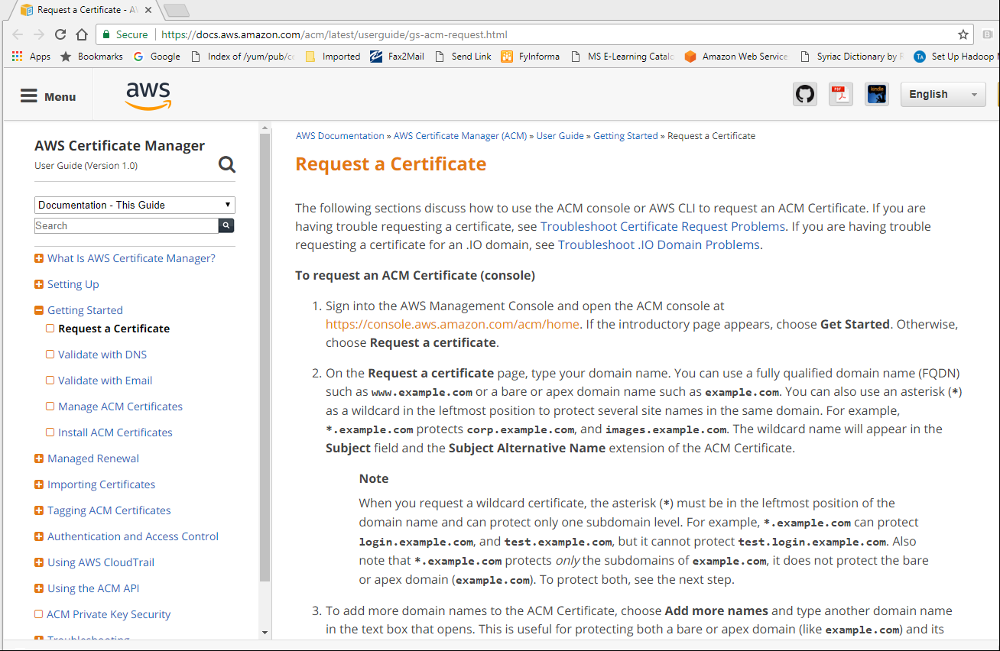 Request a Certificate - A
Secure
https://docs.aws.amazon.com/acm/latest/userguide/gs-acm-request.html
Apps
Bookmarks
Google
Index of /yum/pub/c
Imported
Fax2Mail
Send Link
FyInforma
MS E-Learning Catalo
Amazon Web Service
Syriac Dictionary by
TA
Set Up Hadoop
Menu
aws
PDF
kindle
English
AWS Certificate Manager
User Guide (Version 1.0)
Documentation - This Guide
Search
What Is AWS Certificate Manager?
Setting Up
Getting Started
Request a Certificate
Validate with DNS
Validate with Email
Manage ACM Certificates
Install ACM Certificates
Managed Renewal
Importing Certificates
Tagging ACM Certificates
Authentication and Access Control
Using AWS CloudTrail
Using the ACM API
ACM Private Key Security
Troubleshooting
AWS Documentation » AWS Certificate Manager (ACM) » User Guide » Getting Started » Request a Certificate
Request a Certificate
The following sections discuss how to use the ACM console or AWS CLI to request an ACM Certificate. If you are
having trouble requesting a certificate, see Troubleshoot Certificate Request Problems. If you are having trouble
requesting a certificate for an .IO domain, see Troubleshoot .IO Domain Problems.
To request an ACM Certificate (console)
1. Sign into the AWS Management Console and open the ACM console at
https://console.aws.amazon.com/acm/home. If the introductory page appears, choose Get Started. Otherwise,
choose Request a certificate.
2. On the Request a certificate page, type your domain name. You can use a fully qualified domain name (FQDN)
such as www.example.com or a bare or apex domain name such as example.com. You can also use an asterisk (*)
as a wildcard in the leftmost position to protect several site names in the same domain. For example,
*.example.com protects corp.example.com, and images.example.com. The wildcard name will appear in the
Subject field and the Subject Alternative Name extension of the ACM Certificate.
Note
When you request a wildcard certificate, the asterisk (*) must be in the leftmost position of the
domain name and can protect only one subdomain level. For example, *.example.com can protect
login.example.com, and test.example.com, but it cannot protect test.login.example.com. Also
note that *.example.com protects only the subdomains of example.com, it does not protect the bare
or apex domain (example.com). To protect both, see the next step.
3. To add more domain names to the ACM Certificate, choose Add more names and type another domain name
in the text box that opens. This is useful for protecting both a bare or apex domain (like example.com) and its